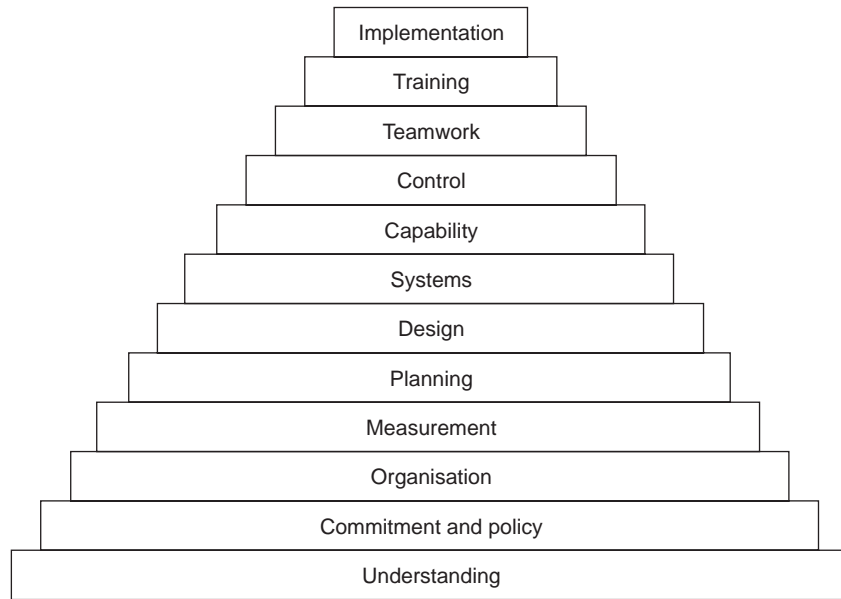 Implementation
Training
Teamwork
Control
Capability
Systems
Design
Planning
Measurement
Organisation
Commitment and policy
Understanding